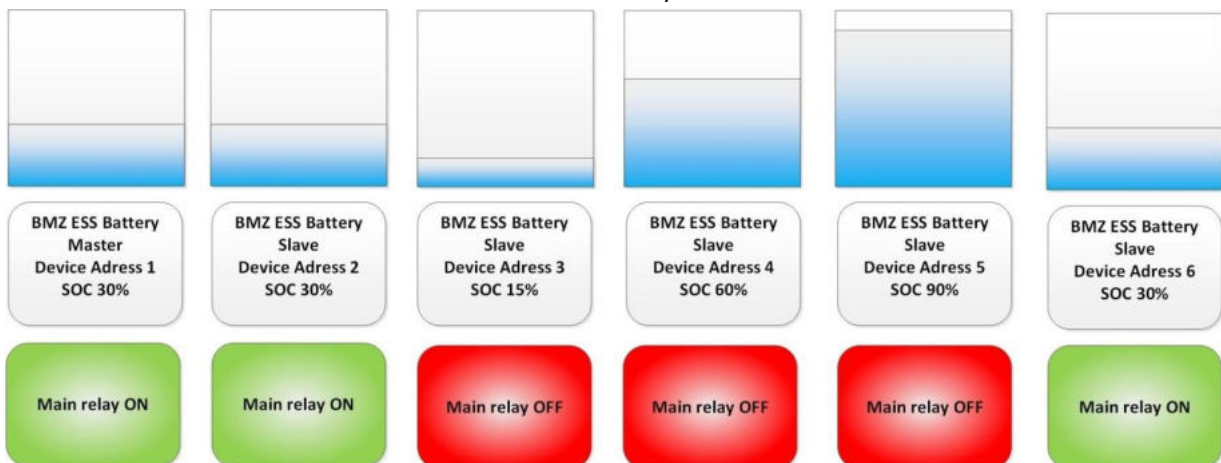 BMZ ESS Battery
Master
Device Adress 1
SOC 30%
BMZ ESS Battery
Slave
Device Adress 2
SOC 30%
BMZ ESS Battery
Slave
Device Adress 3
SOC 15%
BMZ ESS Battery
Slave
Device Adress 4
SOC 60%
BMZ ESS Battery
Slave
Device Adress 5
SOC 90%
BMZ ESS Battery
Slave
Device Adress 6
SOC 30%
Main relay ON
Main relay ON
Main relay OFF
Main relay OFF
Main relay OFF
Main relay ON